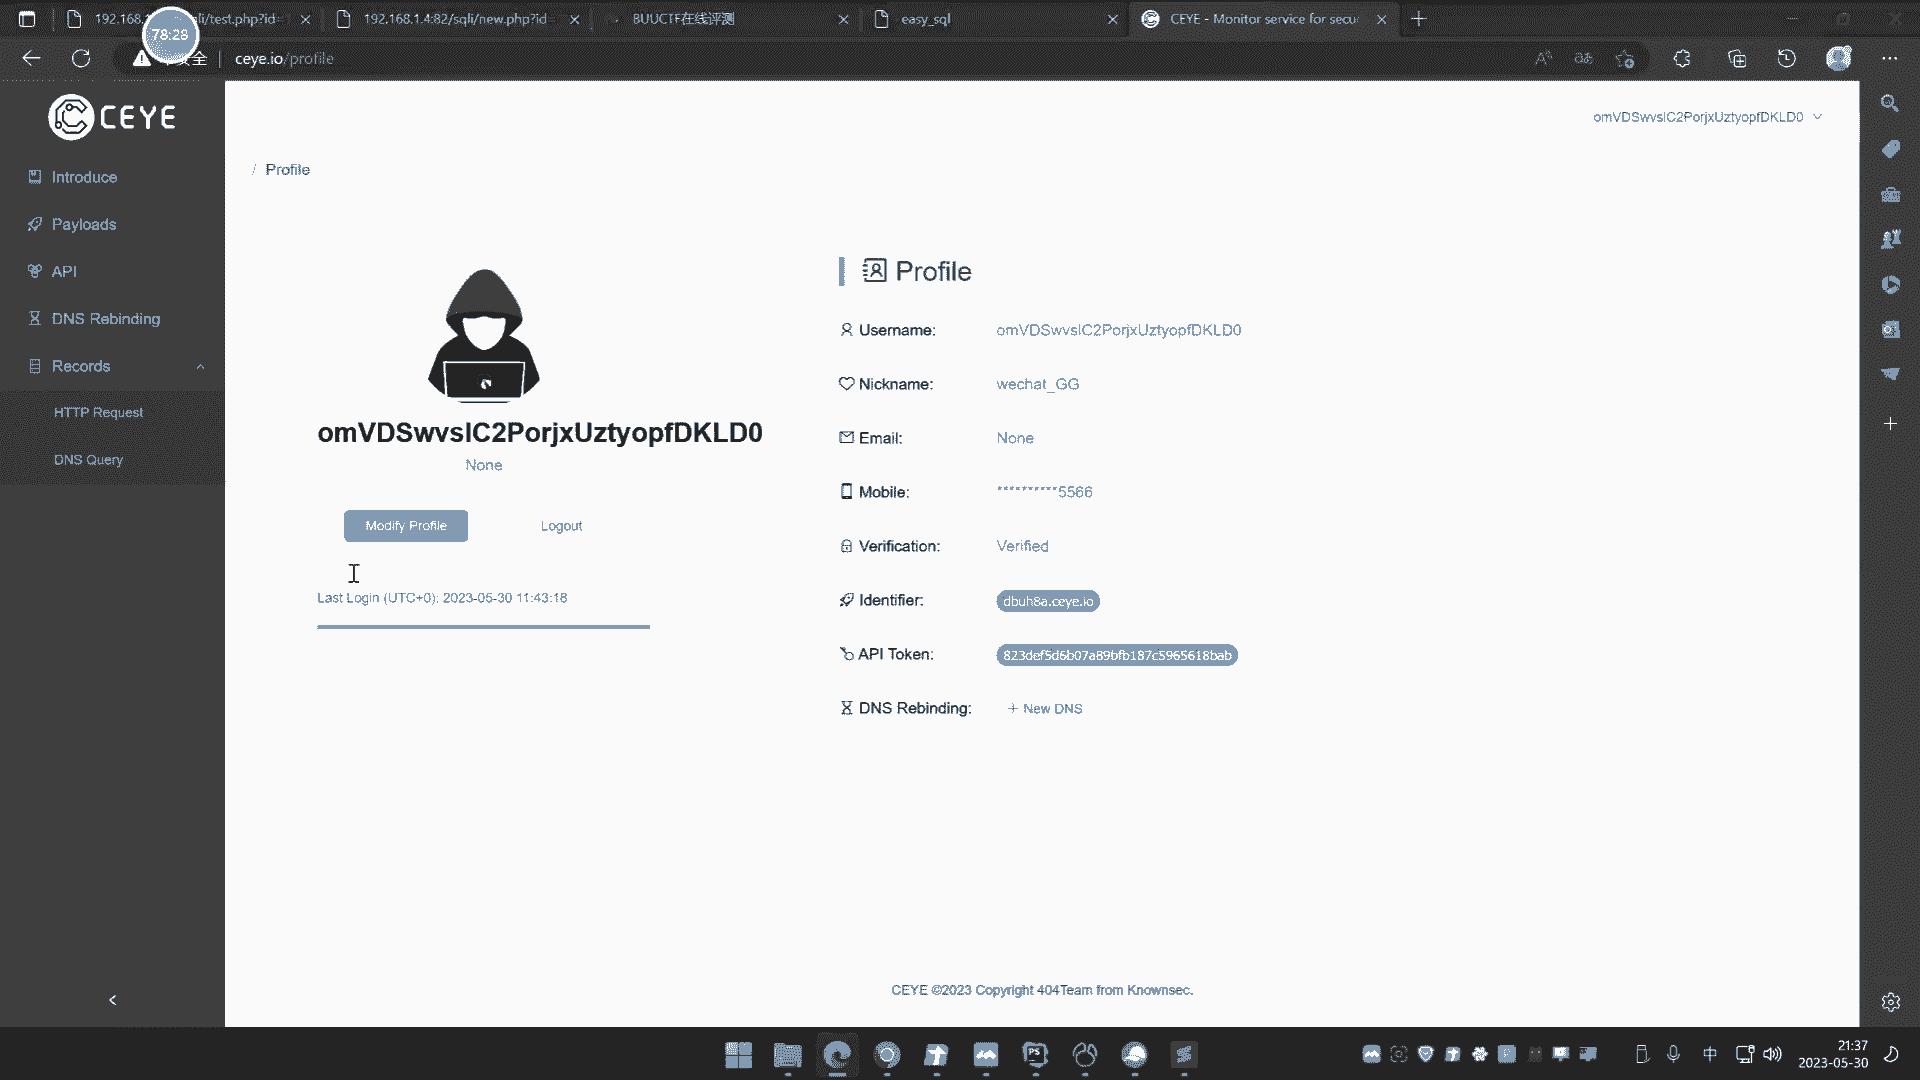 192.168.
qli/test.php?id=1
192.168.1.4:82/sqli/new.php?id=
BUUCTF在线评测
easy_sql
CEYE - Monitor service for secur
78:28
全
ceye.io/profile
CEYE
omVDSwvsIC2PorjxUztyopfDKLD0
/ Profile
Introduce
Payloads
API
DNS Rebinding
Records
HTTP Request
DNS Query
omVDSwvsIC2PorjxUztyopfDKLD0
None
Modify Profile
Logout
Last Login (UTC+0): 2023-05-30 11:43:18
Profile
Username: omVDSwvsIC2PorjxUztyopfDKLD0
Nickname: wechat_GG
Email: None
Mobile: **********5566
Verification: Verified
Identifier: dbuh8a.ceye.io
API Token: 823def5d6b07a89bfb187c5965618bab
DNS Rebinding: + New DNS
CEYE ©2023 Copyright 404Team from Knownsec.
PS
中
21:37
2023-05-30